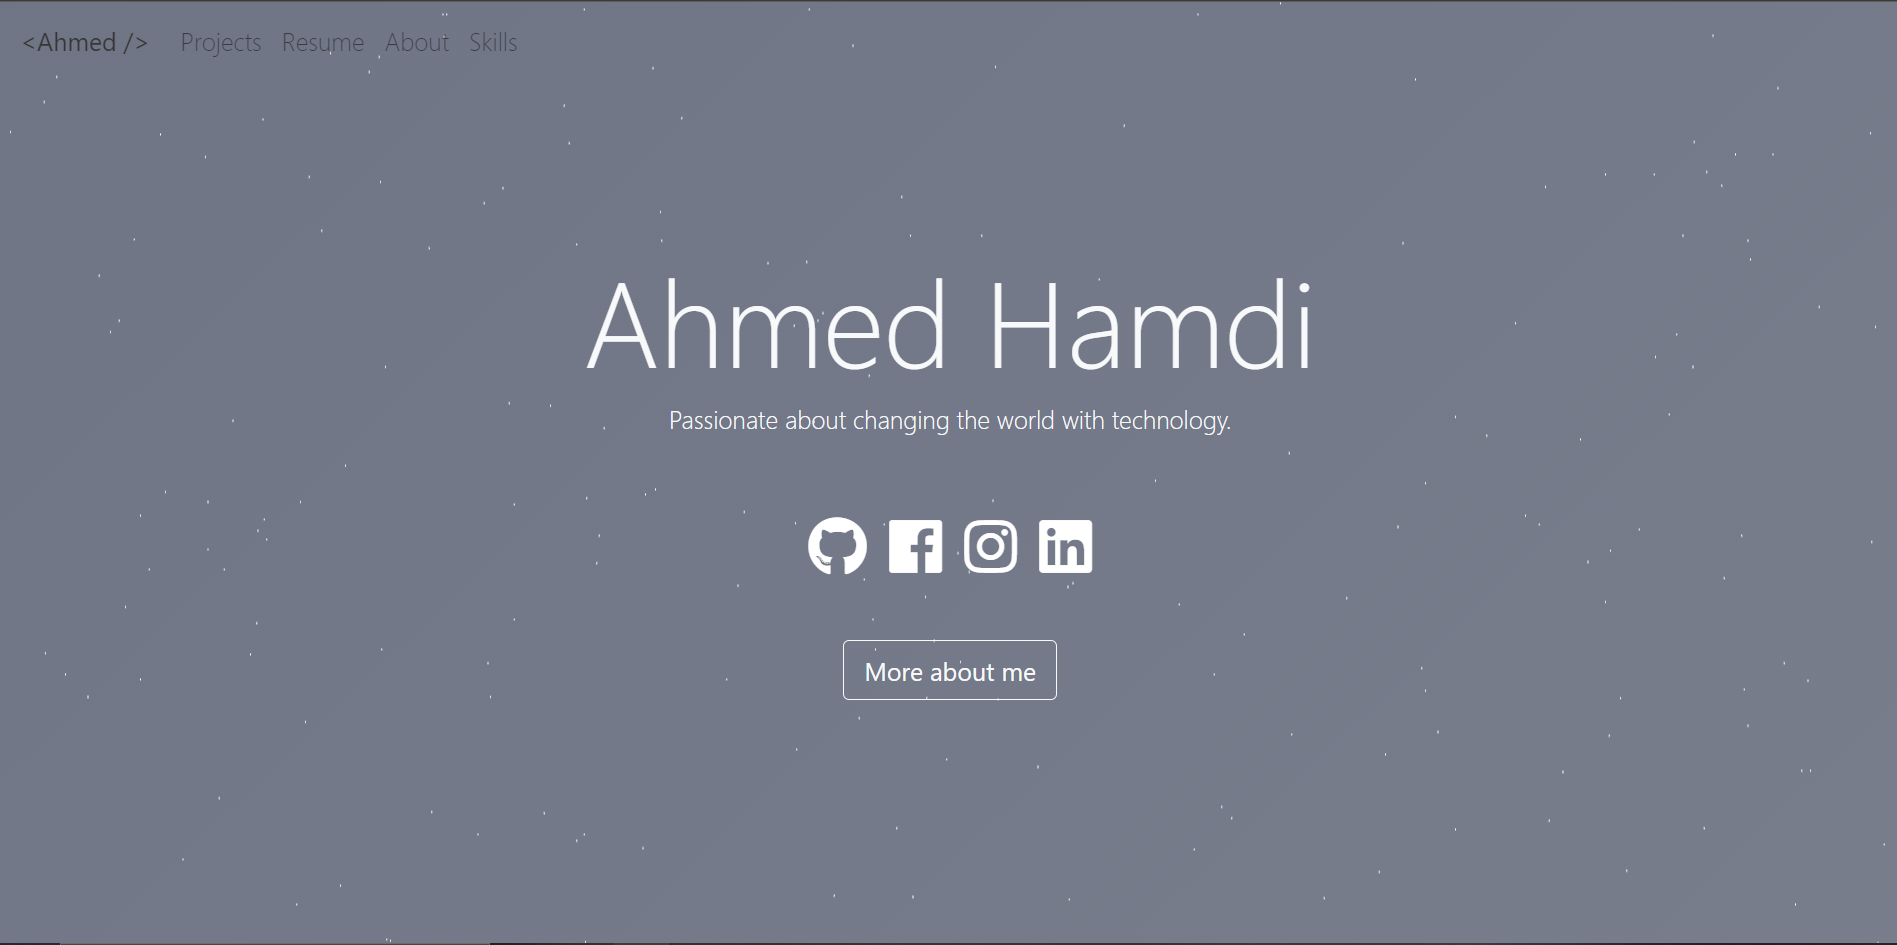 <Ahmed /> Projects Resume About Skills
Ahmed Hamdi
Passionate about changing the world with technology.
More about me